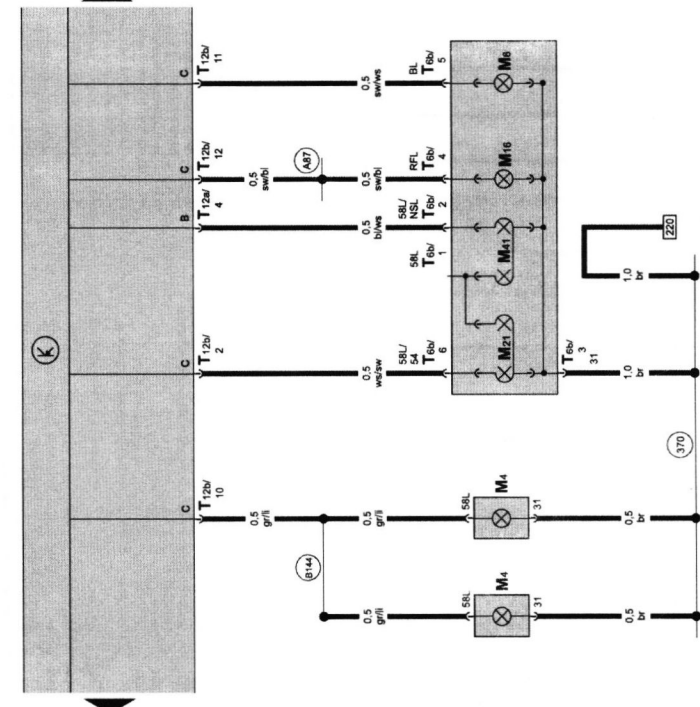 K
C
C
B
C
C
T12b/
10
T12b/
2
T12a/
4
T12b/
12
T12b/
11
0,5
sw/bl
0,5
gr/li
B144
A87
0,5
gr/li
0,5
gr/li
0,5
ws/sw
0,5
bl/ws
0,5
sw/bl
0,5
sw/ws
58L/
54
T6b/
6
58L
T6b/
1
58L/
NSL
T6b/
2
RFL
T6b/
4
BL
T6b/
5
58L
58L
M4
M4
M21
M41
M16
M6
31
31
T6b/
3
31
0,5
br
0,5
br
1,0
br
1,0
br
220
370